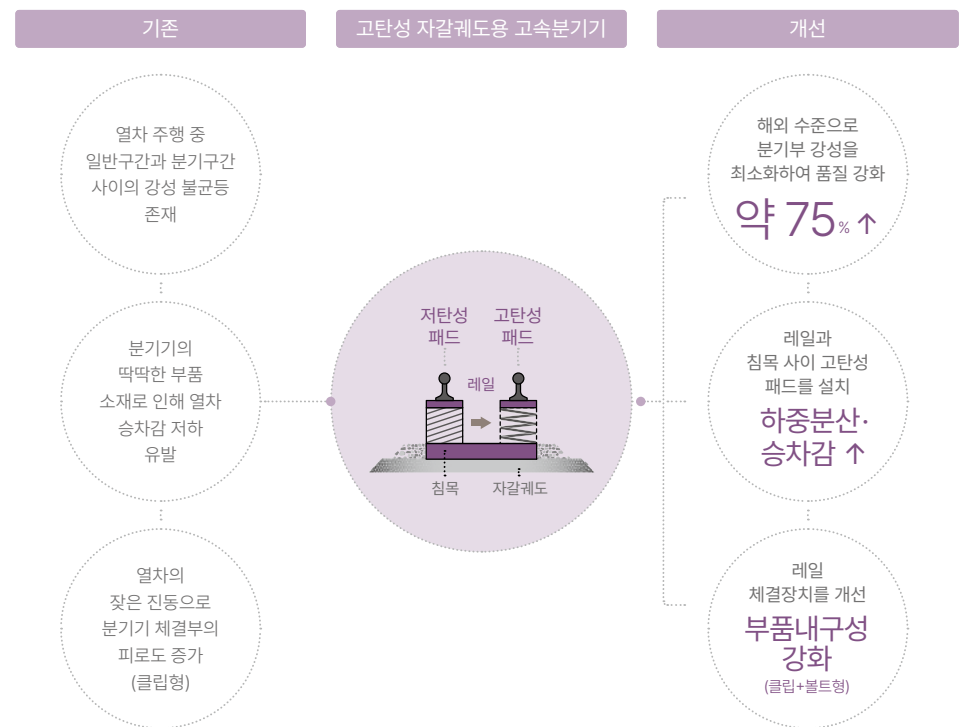 기존
열차 주행 중
일반구간과 분기구간
사이의 강성 불균등
존재
분기기의
딱딱한 부품
소재로 인해 열차
승차감 저하
유발
열차의
잦은 진동으로
분기기 체결부의
피로도 증가
(클립형)
고탄성 자갈궤도용 고속분기기
저탄성 고탄성
패드 패드
레일
침목 자갈궤도
개선
해외 수준으로
분기부 강성을
최소화하여 품질 강화
약 75% ↑
레일과
침목 사이 고탄성
패드를 설치
하중분산·
승차감 ↑
레일
체결장치를 개선
부품내구성
강화
(클립+볼트형)